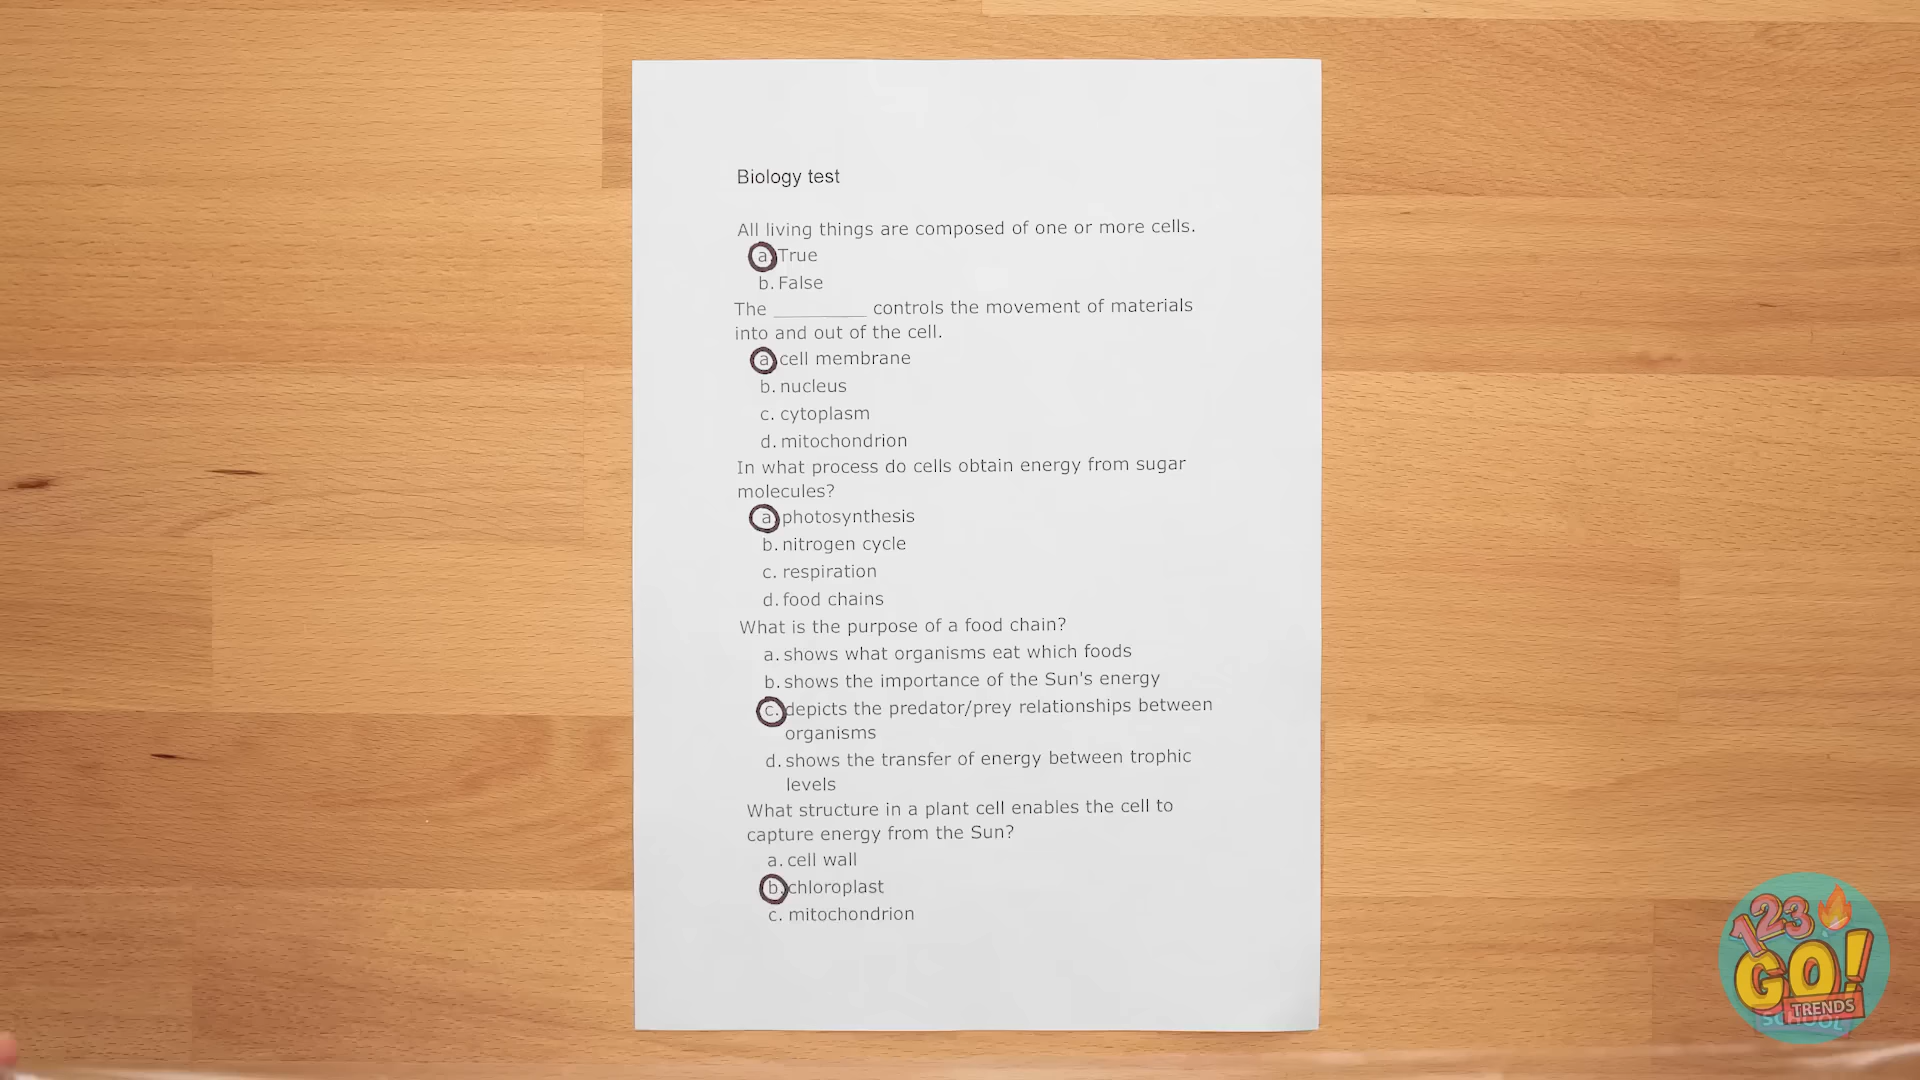 Biology test
All living things are composed of one or more cells.
a. True
b. False
The __________ controls the movement of materials
into and out of the cell.
a. cell membrane
b. nucleus
c. cytoplasm
d. mitochondrion
In what process do cells obtain energy from sugar
molecules?
a. photosynthesis
b. nitrogen cycle
c. respiration
d. food chains
What is the purpose of a food chain?
a. shows what organisms eat which foods
b. shows the importance of the Sun's energy
c. depicts the predator/prey relationships between
organisms
d. shows the transfer of energy between trophic
levels
What structure in a plant cell enables the cell to
capture energy from the Sun?
a. cell wall
b. chloroplast
c. mitochondrion
123
GO!
TRENDS
SCHOOL